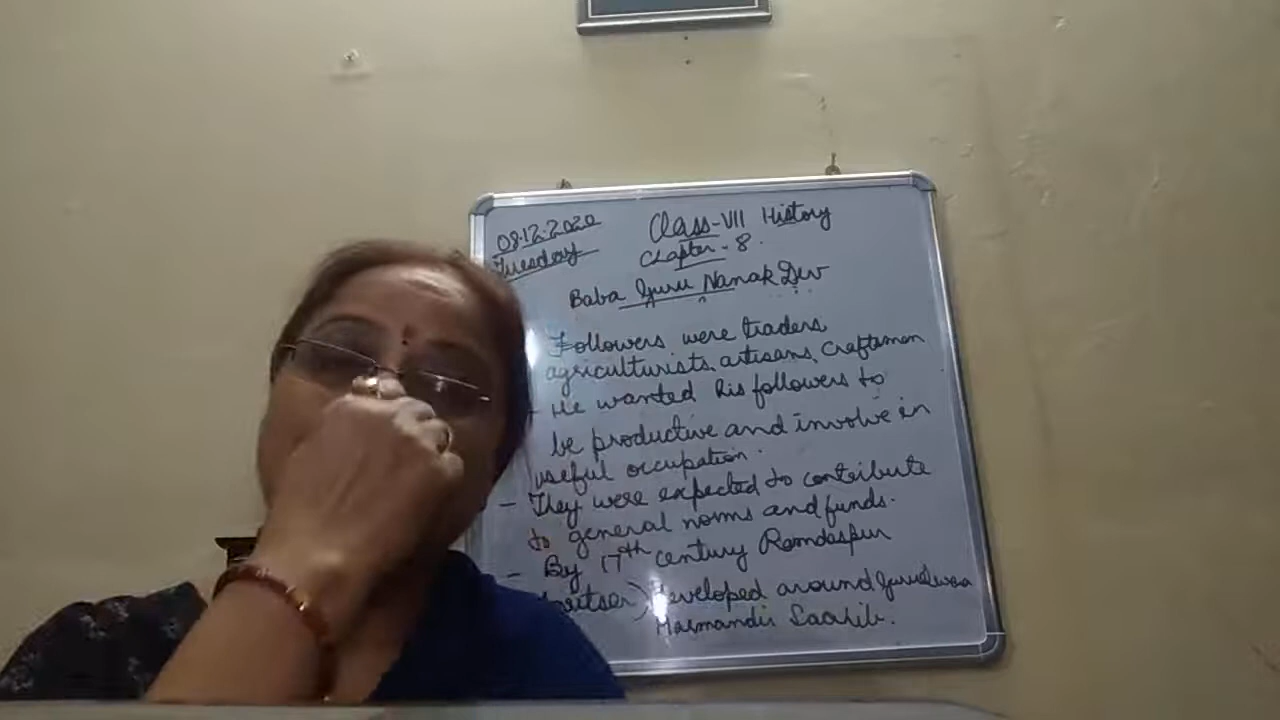 08.12.2020
Tuesday
Class-VII History
Chapter - 8.
Baba Guru Nanak Dev
Followers were traders
agriculturists, artisans, Craftsmen
He wanted his followers to
be productive and involve in
useful occupation.
- They were expected to contribute
to general norms and funds.
- By 17th century Ramdaspur
) developed around gurudwara
Harmandir Saahib.